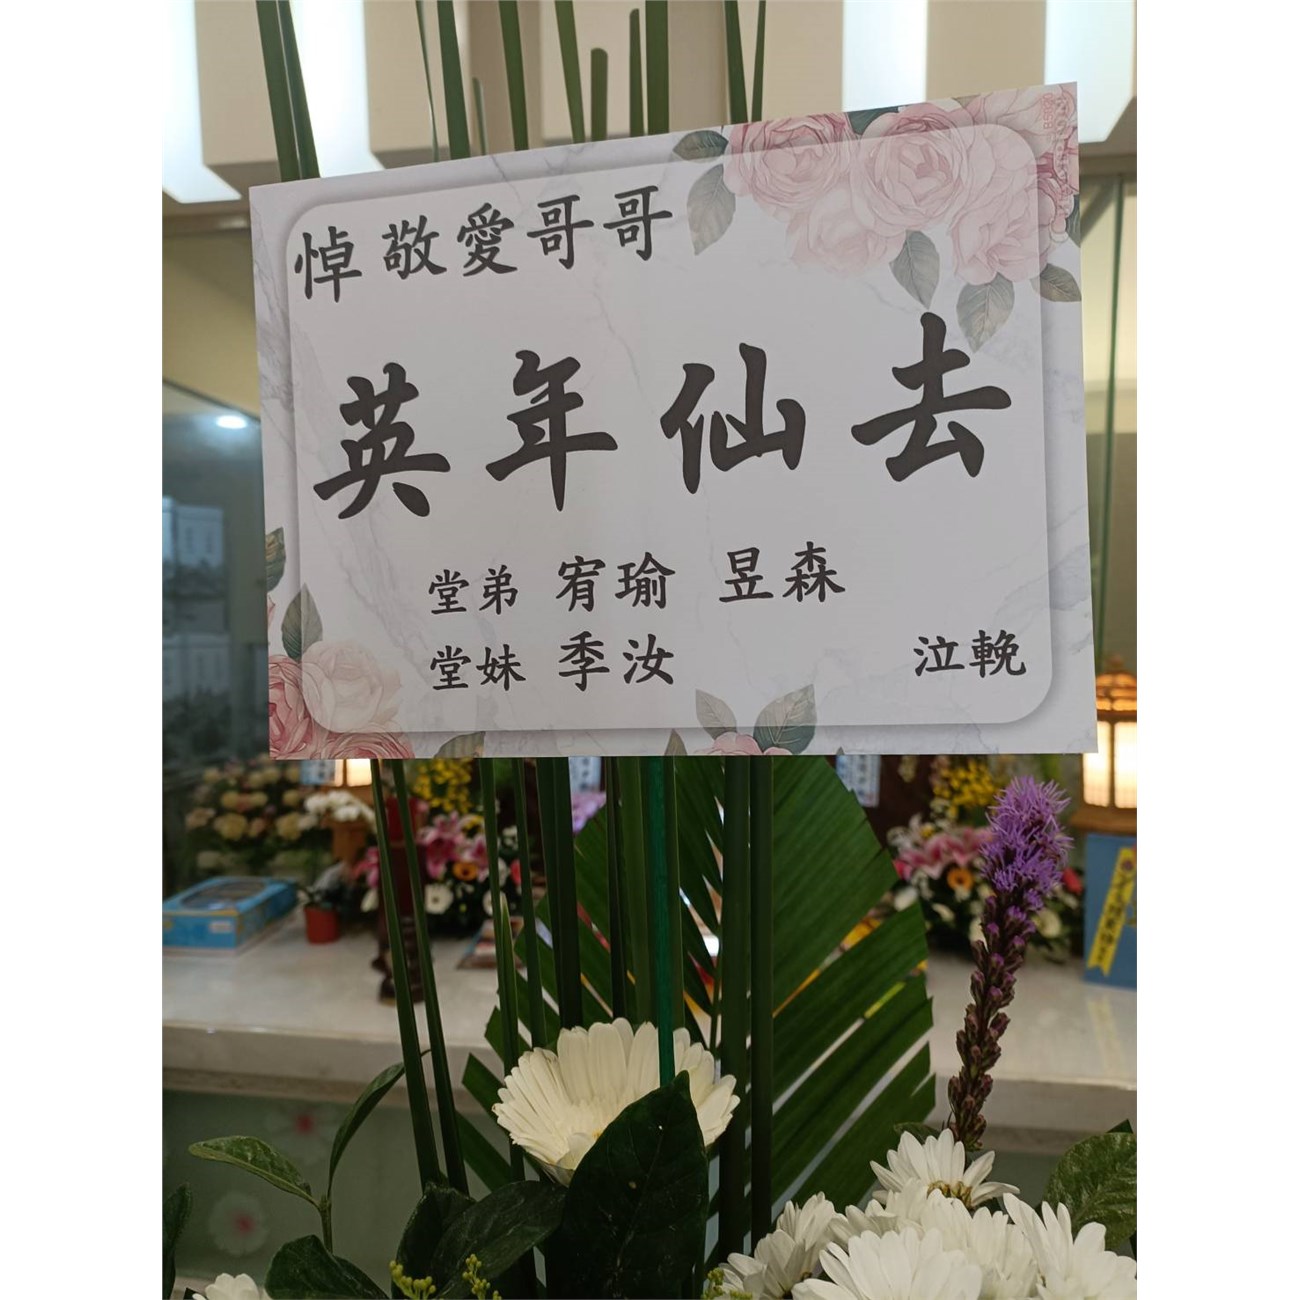 悼 敬愛哥哥
英年仙去
堂弟 宥瑜 昱森
堂妹 季汝 泣輓